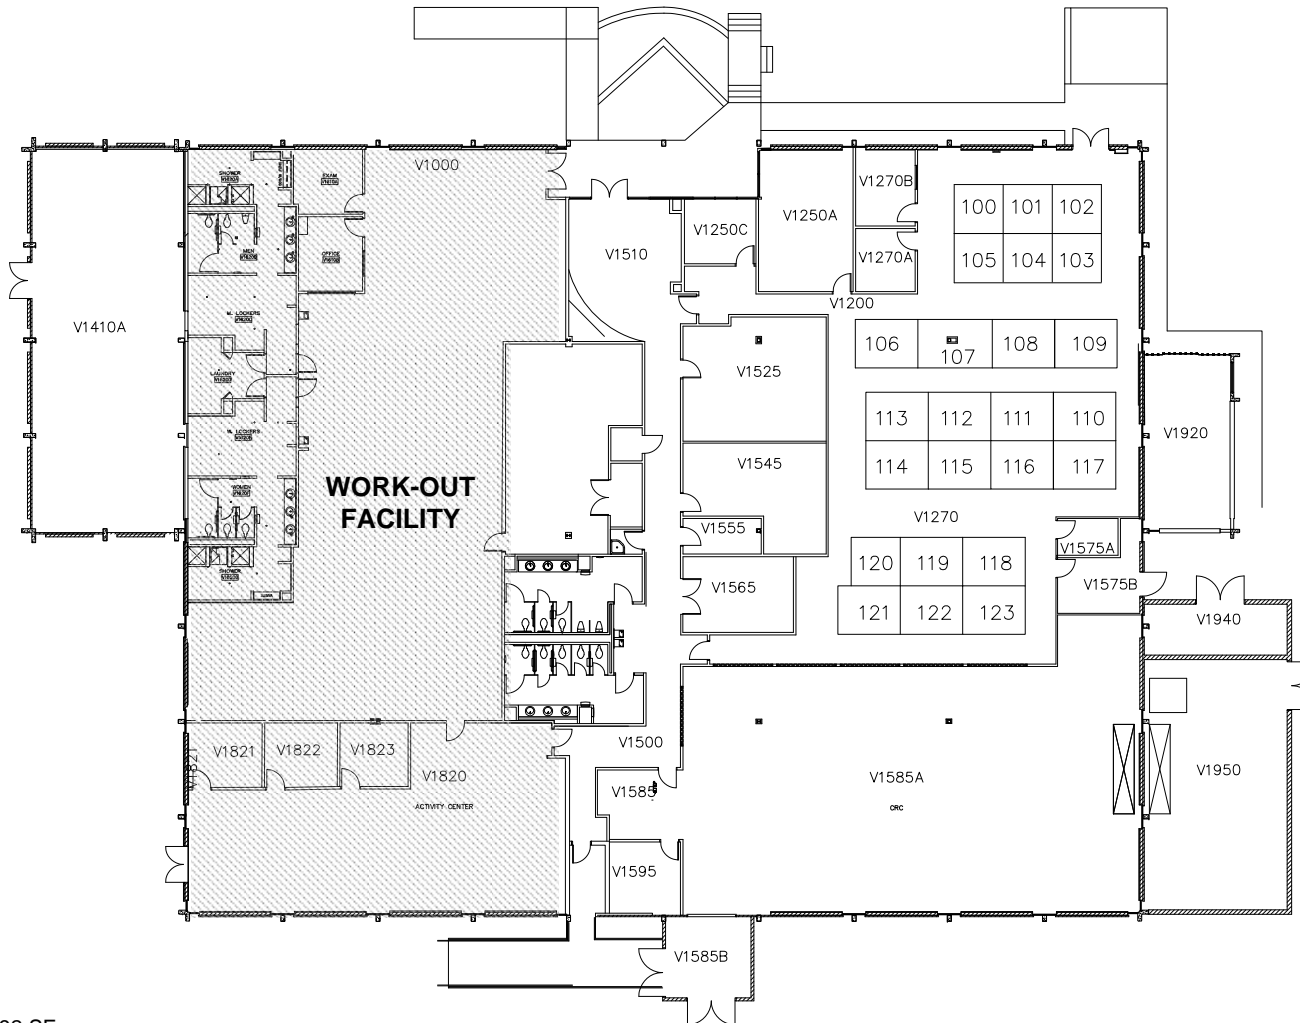 V1000
SHOWER
EXAM
V1270B
100 101 102
V1250A
V1250C
MEN
OFFICE
V1510
V1270A
105 104 103
V1200
M. LOCKERS
V1410A
106 107 108 109
V1525
LAUNDRY
113 112 111 110
W. LOCKERS
V1920
V1545
114 115 116 117
WORK-OUT
FACILITY
WOMEN
V1270
V1555
V1575A
SHOWER
120 119 118
V1565
V1575B
121 122 123
V1940
V1500
V1821 V1822 V1823
V1820
ACTIVITY CENTER
V1585
V1585A
CRC
V1950
V1595
V1585B